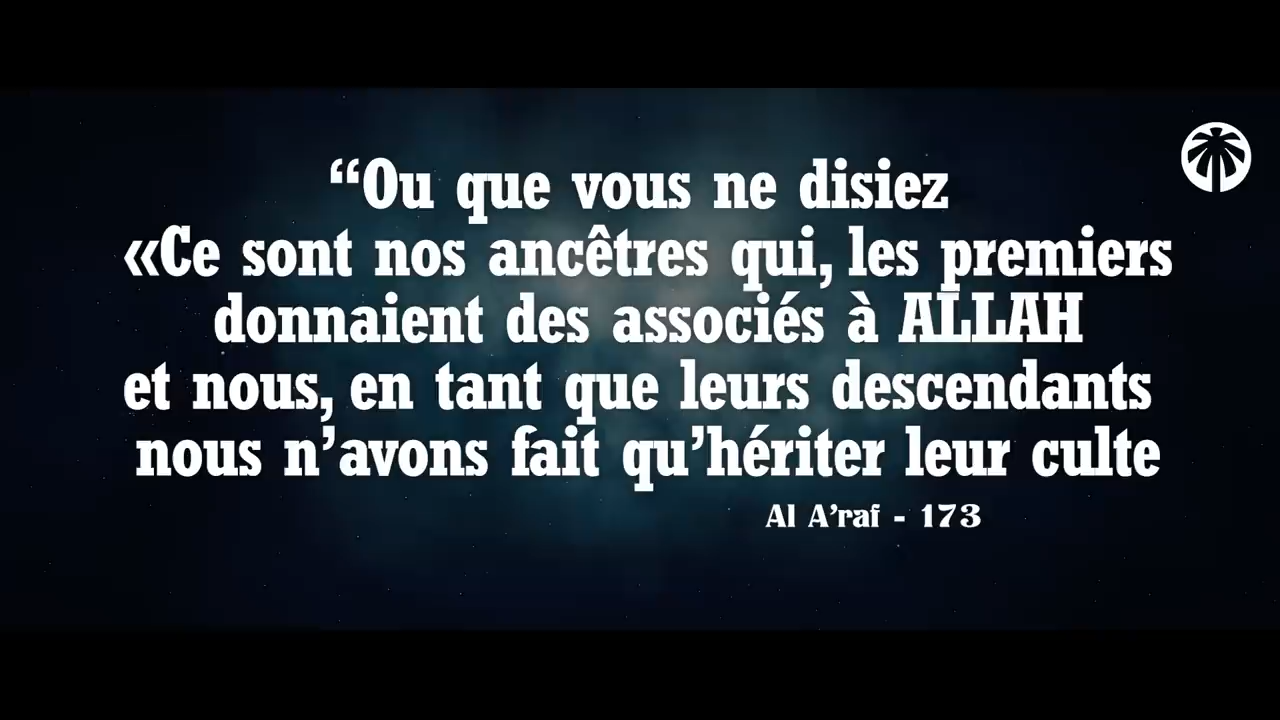 “Ou que vous ne disiez
«Ce sont nos ancêtres qui, les premiers
donnaient des associés à ALLAH
et nous, en tant que leurs descendants
nous n’avons fait qu’hériter leur culte
Al A’raf - 173